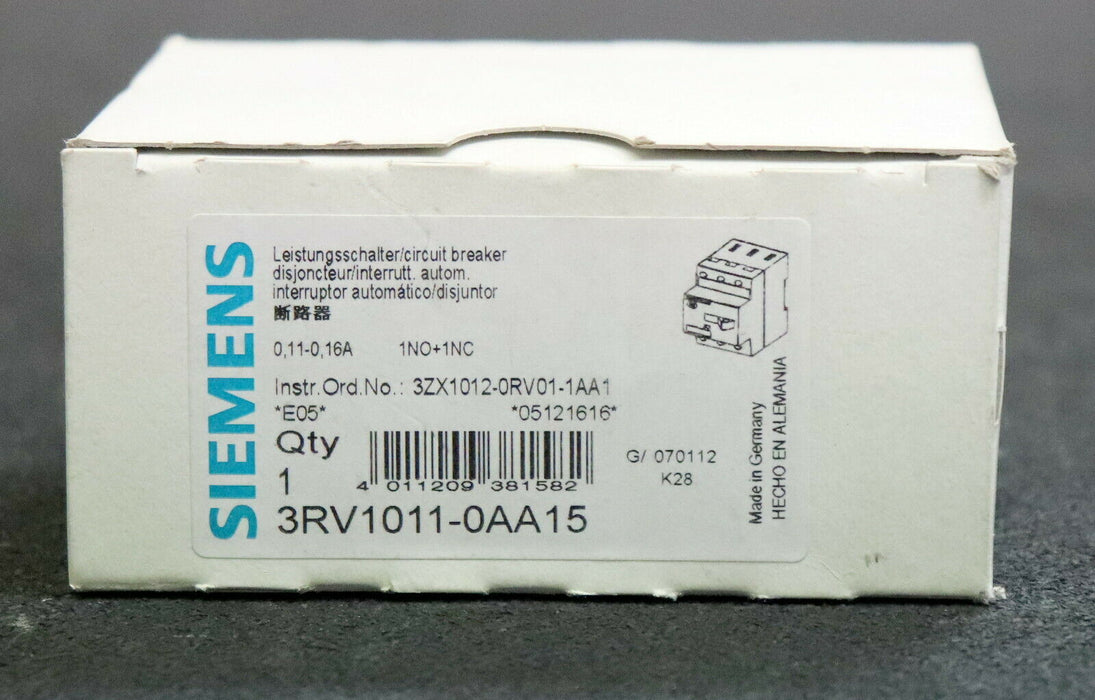 SIEMENS
Leistungsschalter/circuit breaker
disjoncteur/interrutt. autom.
interruptor automático/disjuntor
断路器
0,11-0,16A 1NO+1NC
Instr.Ord.No.: 3ZX1012-0RV01-1AA1
*E05* *05121616*
Qty
1
4 011209 381582
G/ 070112
K28
3RV1011-0AA15
Made in Germany
HECHO EN ALEMANIA